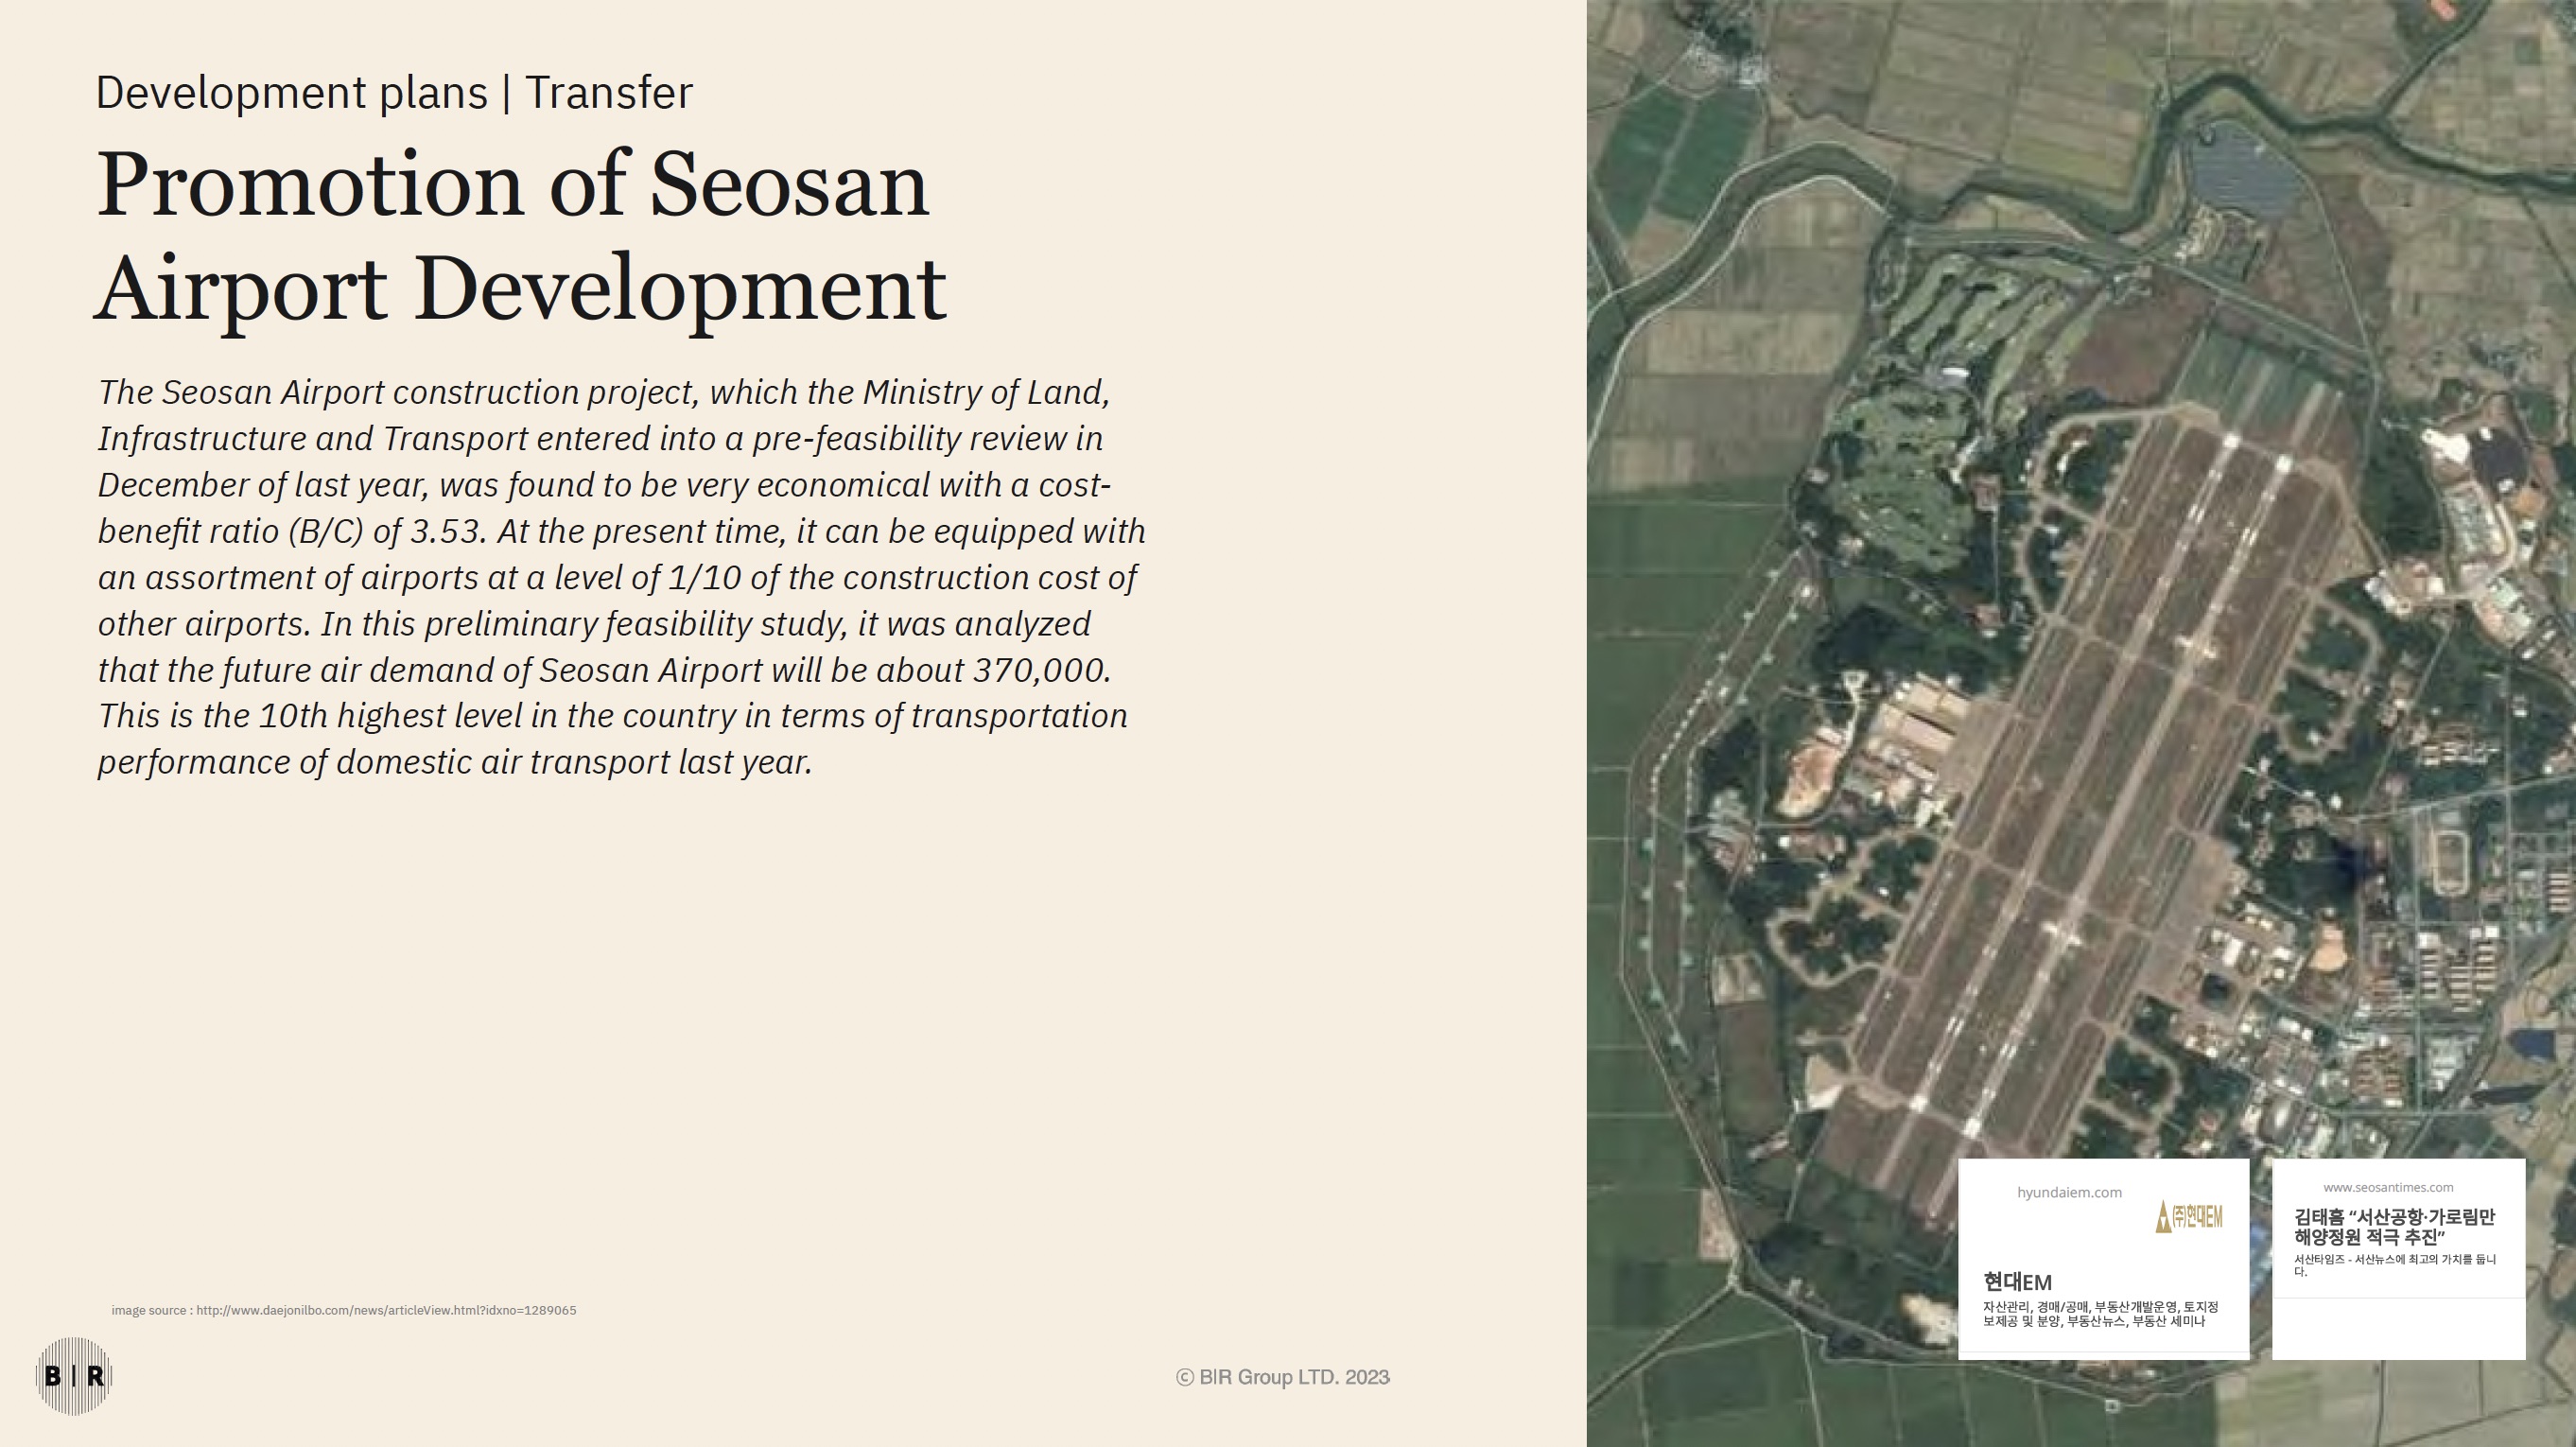 Development plans | Transfer
Promotion of Seosan
Airport Development
The Seosan Airport construction project, which the Ministry of Land,
Infrastructure and Transport entered into a pre-feasibility review in
December of last year, was found to be very economical with a cost-
benefit ratio (B/C) of 3.53. At the present time, it can be equipped with
an assortment of airports at a level of 1/10 of the construction cost of
other airports. In this preliminary feasibility study, it was analyzed
that the future air demand of Seosan Airport will be about 370,000.
This is the 10th highest level in the country in terms of transportation
performance of domestic air transport last year.
image source : http://www.daejonilbo.com/news/articleView.html?idxno=1289065
B | R
© B|R Group LTD. 2023
hyundaiem.com
(주)현대EM
현대EM
자산관리, 경매/공매, 부동산개발운영, 토지정
보제공 및 분양, 부동산뉴스, 부동산 세미나
www.seosantimes.com
김태흠 “서산공항·가로림만
해양정원 적극 추진”
서산타임즈 - 서산뉴스에 최고의 가치를 둡니
다.